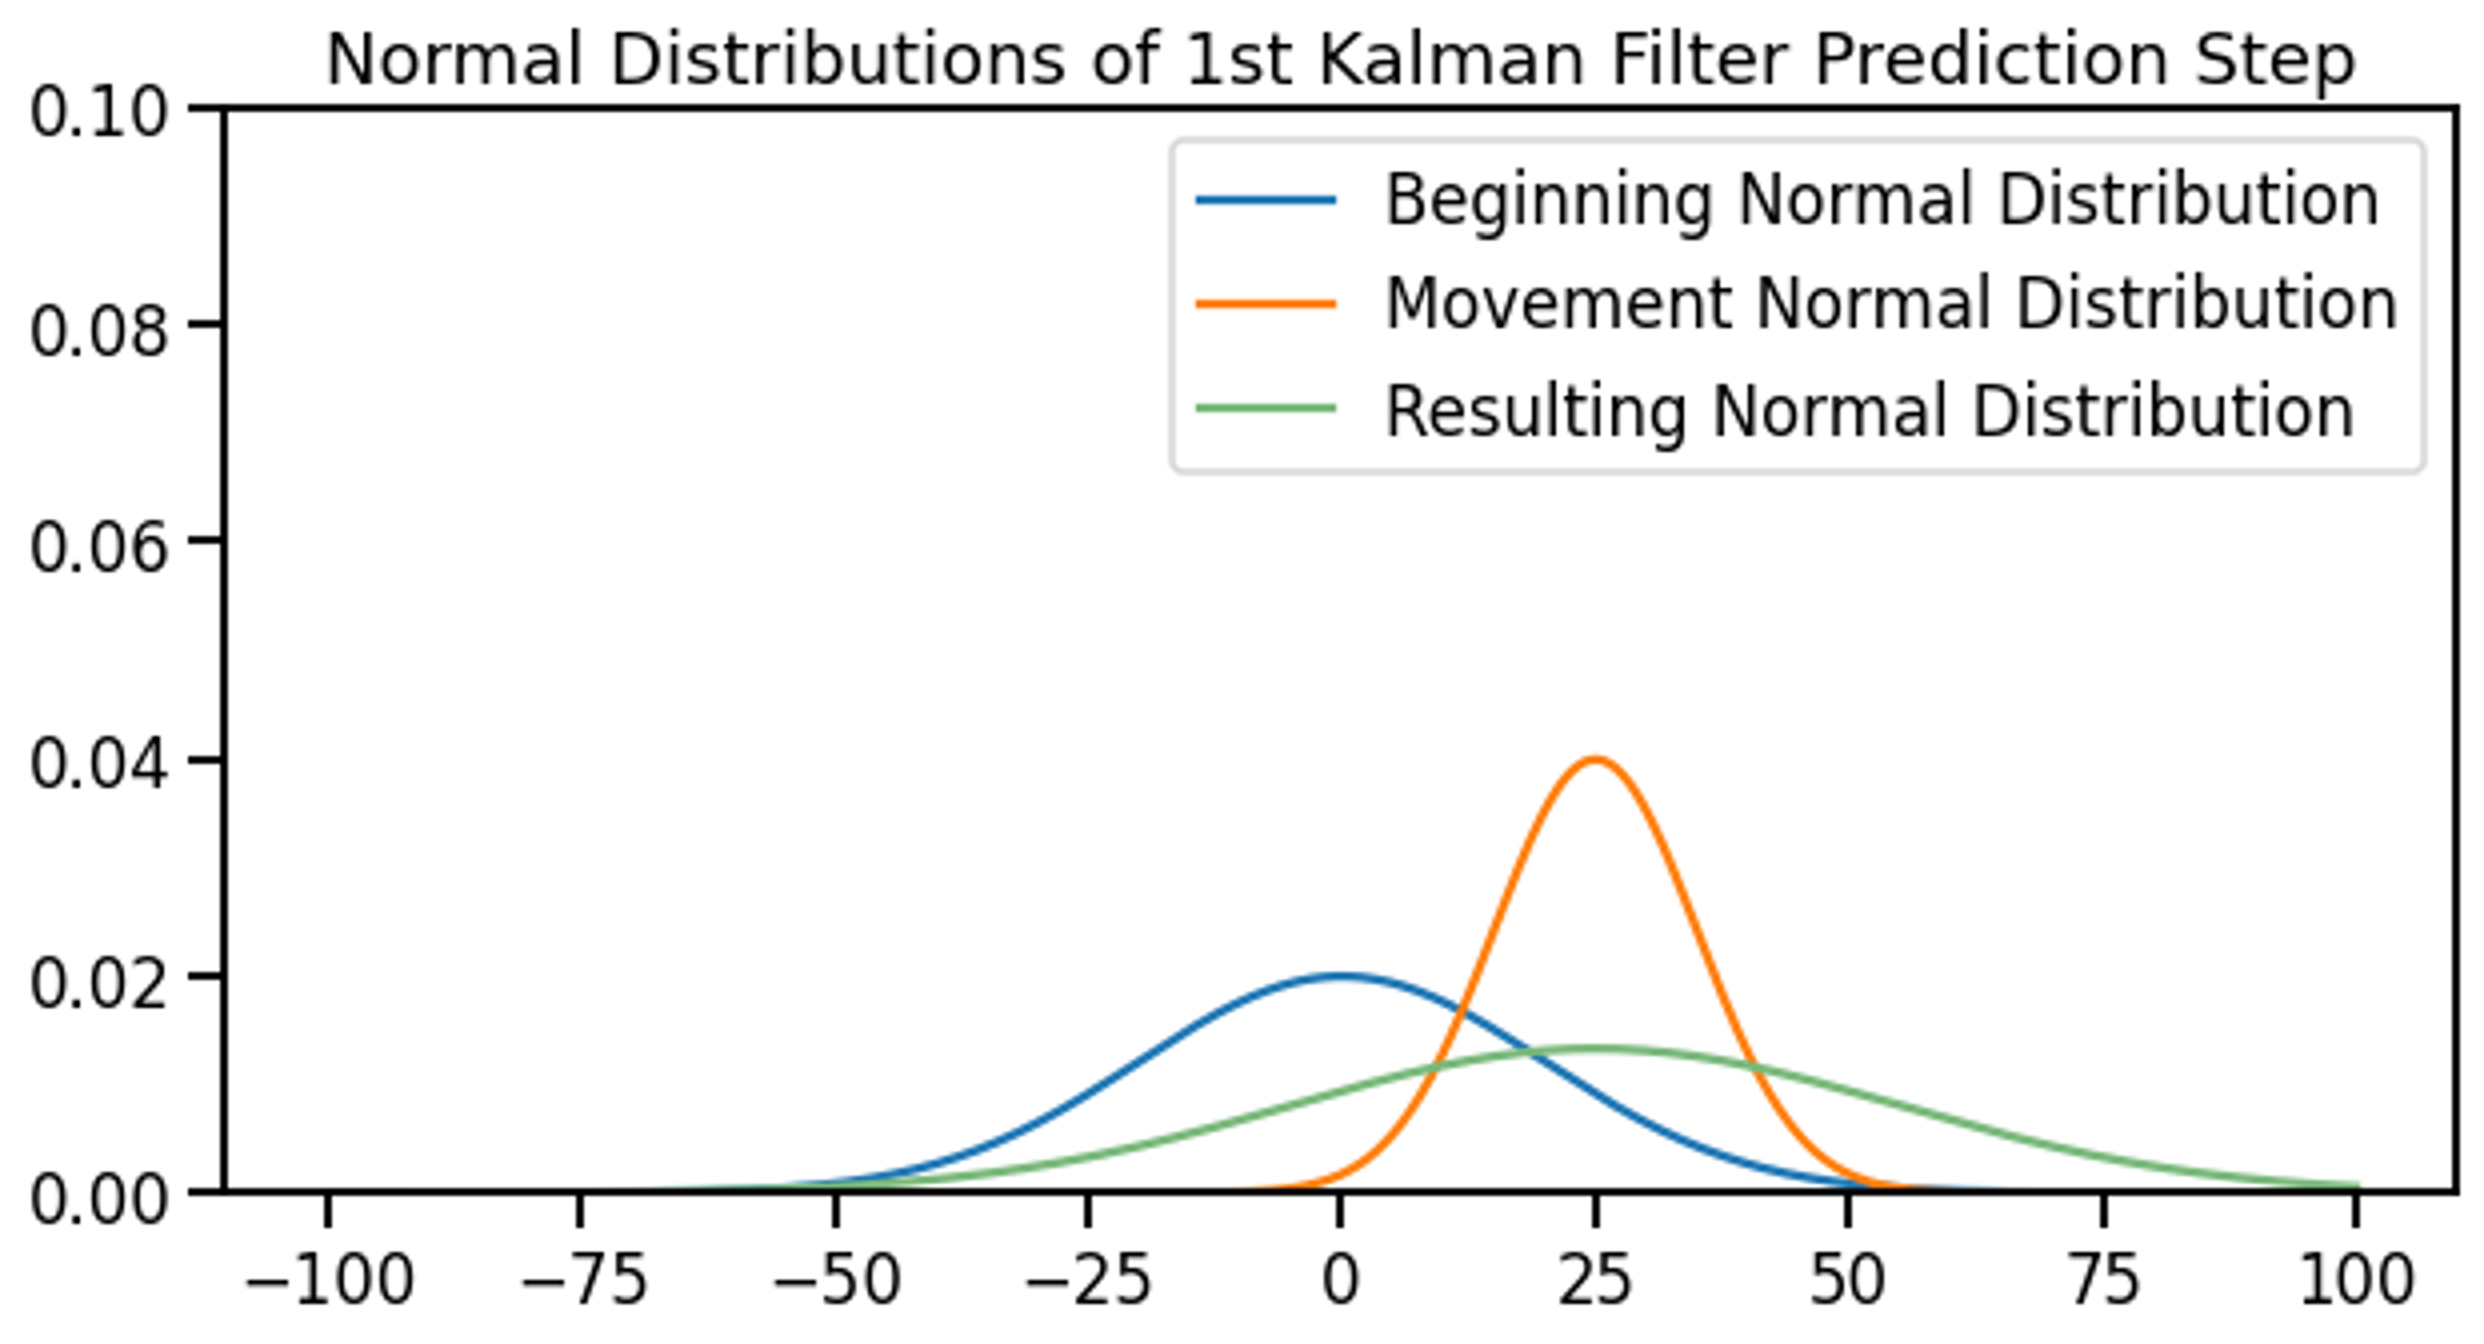 Normal Distributions of 1st Kalman Filter Prediction Step
0.10
Beginning Normal Distribution
0.08
Movement Normal Distribution
Resulting Normal Distribution
0.06
0.04
0.02
0.00
−100 −75 −50 −25 0 25 50 75 100